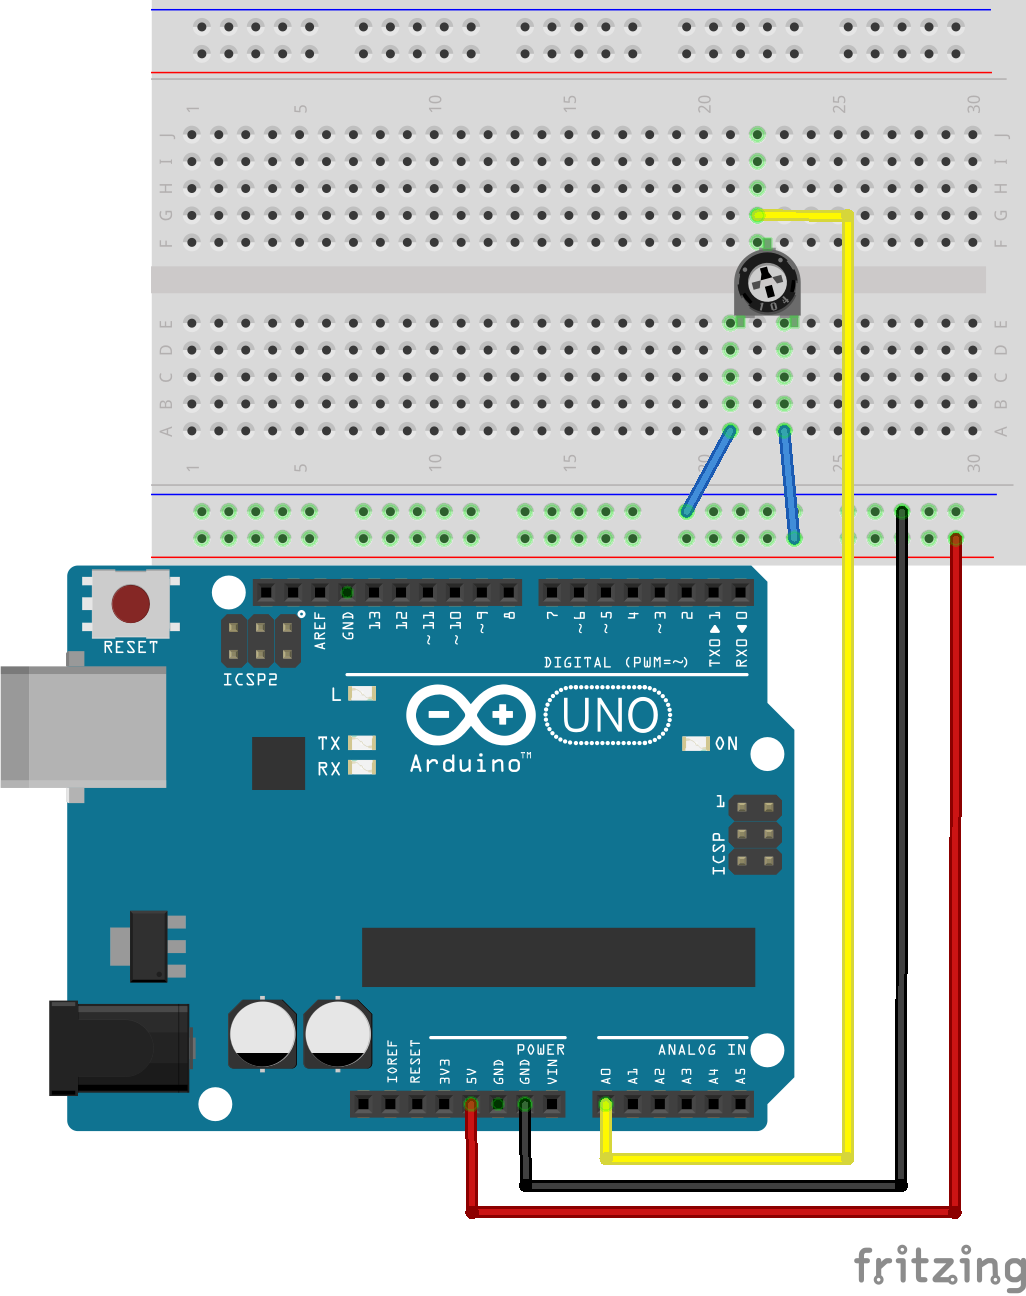 1 5 10 15 20 25 30
J J
I I
H H
G G
F F
104
E E
D D
C C
B B
A A
1 5 10 15 20 25 30
RESET
ICSP2
AREF GND 13 12 ~11 ~10 ~9 8 7 ~6 ~5 4 ~3 2 TX0▶1 RX0◀0
DIGITAL (PWM=~)
L
TX
RX
Arduino™
UNO
ON
1
ICSP
POWER
ANALOG IN
IOREF RESET 3V3 5V GND GND VIN A0 A1 A2 A3 A4 A5
fritzing